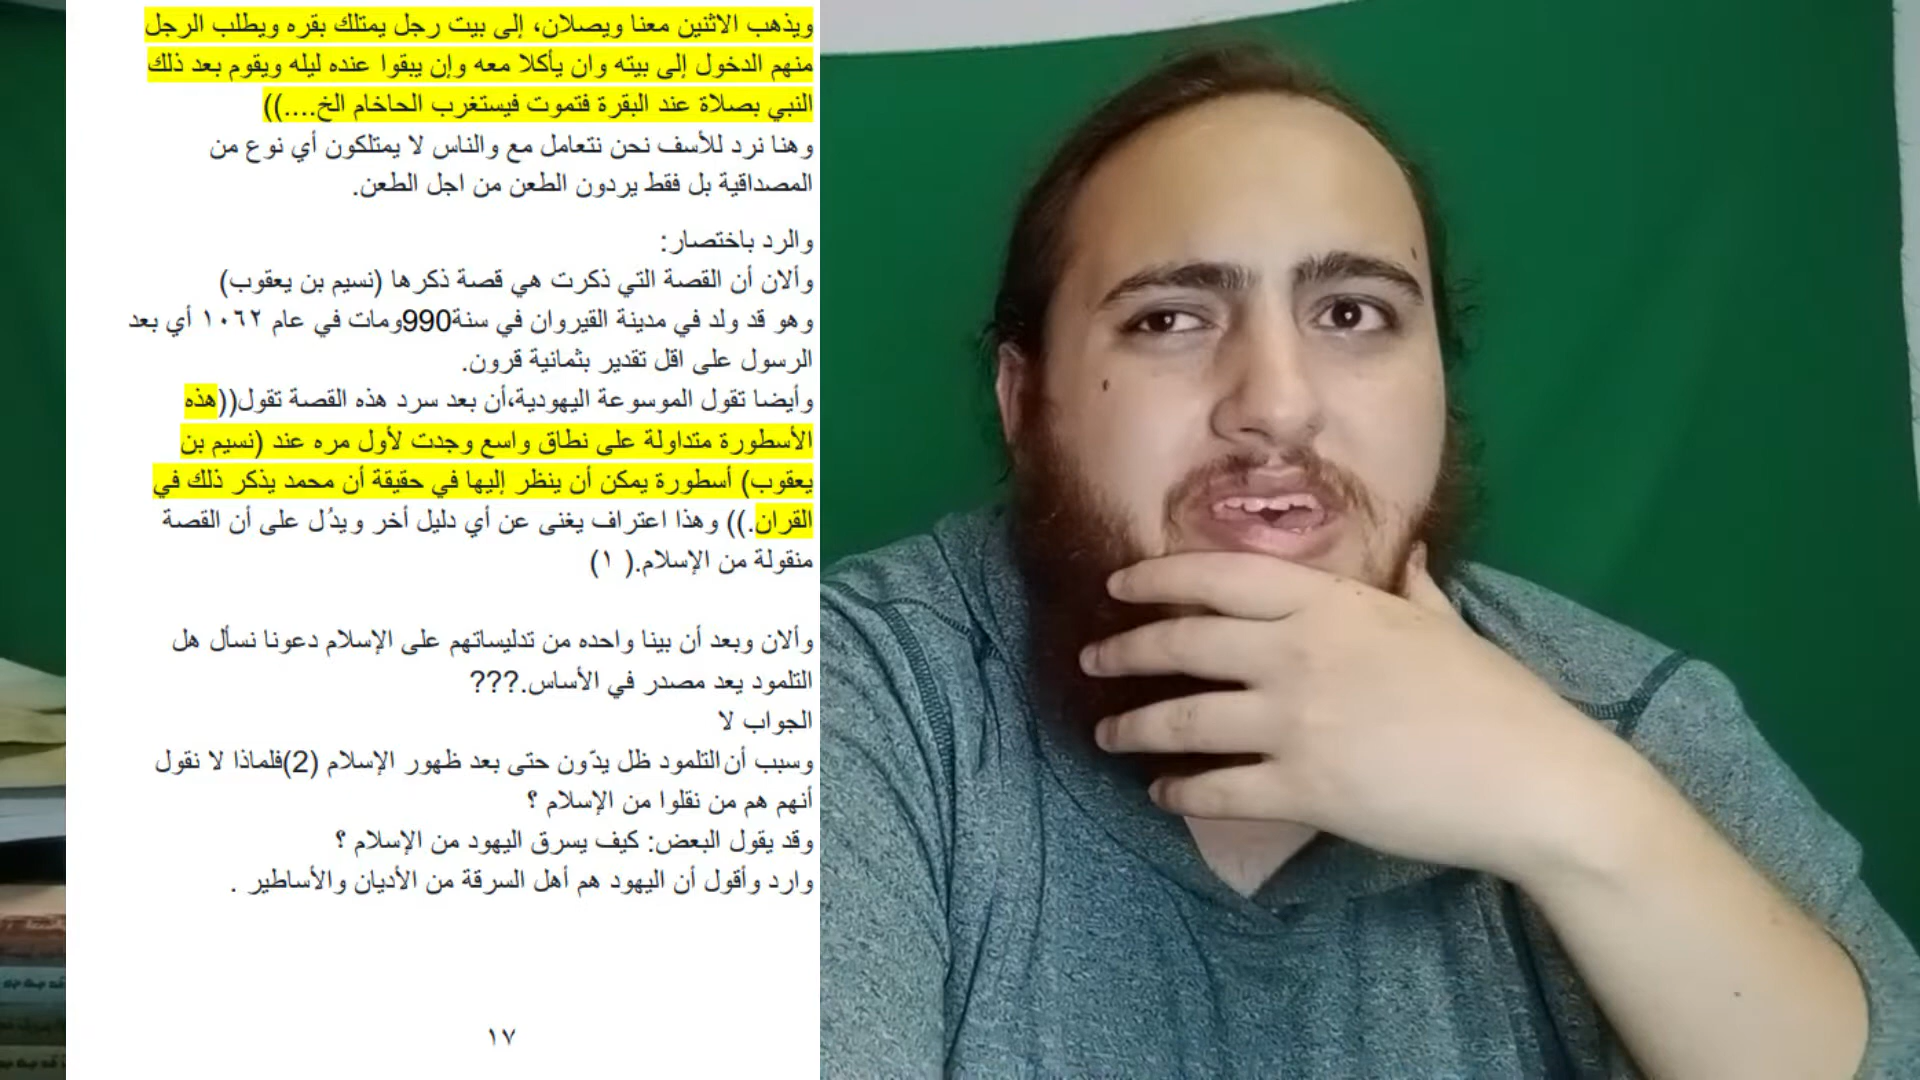 ويذهب الاثنين معنا ويصلان، إلى بيت رجل يمتلك بقره ويطلب الرجل
منهم الدخول إلى بيته وان يأكلا معه وإن يبقوا عنده ليله ويقوم بعد ذلك
النبي بصلاة عند البقرة فتموت فيستغرب الحاخام الخ....))
وهنا نرد للأسف نحن نتعامل مع والناس لا يمتلكون أي نوع من
المصداقية بل فقط يردون الطعن من اجل الطعن.
والرد باختصار:
وألان أن القصة التي ذكرت هي قصة ذكرها (نسيم بن يعقوب)
وهو قد ولد في مدينة القيروان في سنة990ومات في عام ١٠٦٢ أي بعد
الرسول على اقل تقدير بثمانية قرون.
وأيضا تقول الموسوعة اليهودية،أن بعد سرد هذه القصة تقول((هذه
الأسطورة متداولة على نطاق واسع وجدت لأول مره عند (نسيم بن
يعقوب) أسطورة يمكن أن ينظر إليها في حقيقة أن محمد يذكر ذلك في
القران.)) وهذا اعتراف يغنى عن أي دليل أخر ويدُل على أن القصة
منقولة من الإسلام.( ١)
وألان وبعد أن بينا واحده من تدليساتهم على الإسلام دعونا نسأل هل
التلمود يعد مصدر في الأساس.???
الجواب لا
وسبب أن التلمود ظل يدّون حتى بعد ظهور الإسلام (2)فلماذا لا نقول
أنهم هم من نقلوا من الإسلام ؟
وقد يقول البعض: كيف يسرق اليهود من الإسلام ؟
وارد وأقول أن اليهود هم أهل السرقة من الأديان والأساطير .
١٧